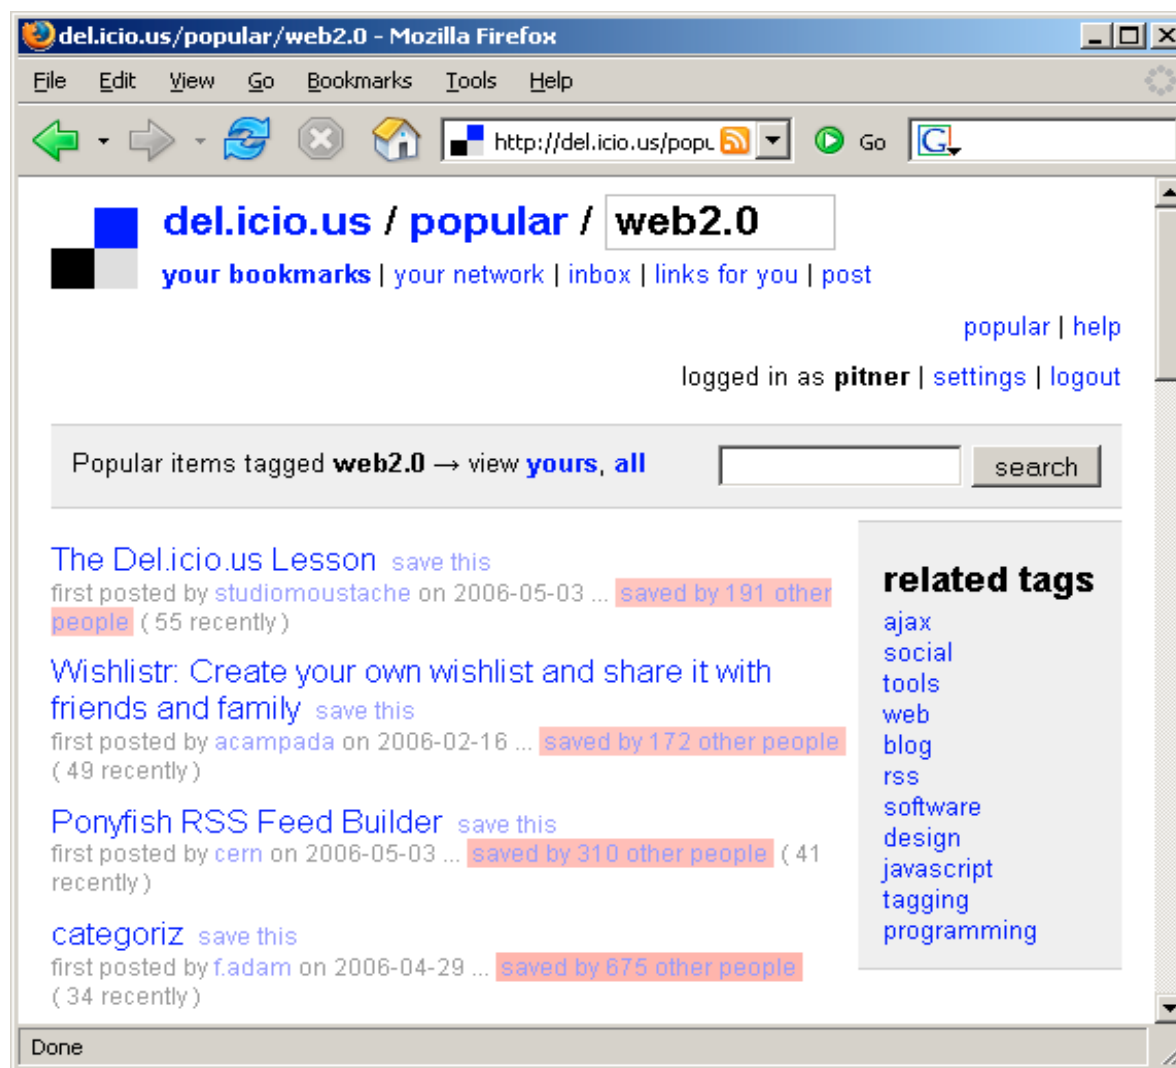 del.icio.us/popular/web2.0 - Mozilla Firefox
File Edit View Go Bookmarks Tools Help
http://del.icio.us/popu Go G
del.icio.us / popular / web2.0
your bookmarks | your network | inbox | links for you | post
popular | help
logged in as pitner | settings | logout
Popular items tagged web2.0 → view yours, all search
The Del.icio.us Lesson save this
first posted by studiomoustache on 2006-05-03 ... saved by 191 other
people ( 55 recently )
Wishlistr: Create your own wishlist and share it with
friends and family save this
first posted by acampada on 2006-02-16 ... saved by 172 other people
( 49 recently )
Ponyfish RSS Feed Builder save this
first posted by cern on 2006-05-03 ... saved by 310 other people ( 41
recently )
categoriz save this
first posted by f.adam on 2006-04-29 ... saved by 675 other people
( 34 recently )
related tags
ajax
social
tools
web
blog
rss
software
design
javascript
tagging
programming
Done